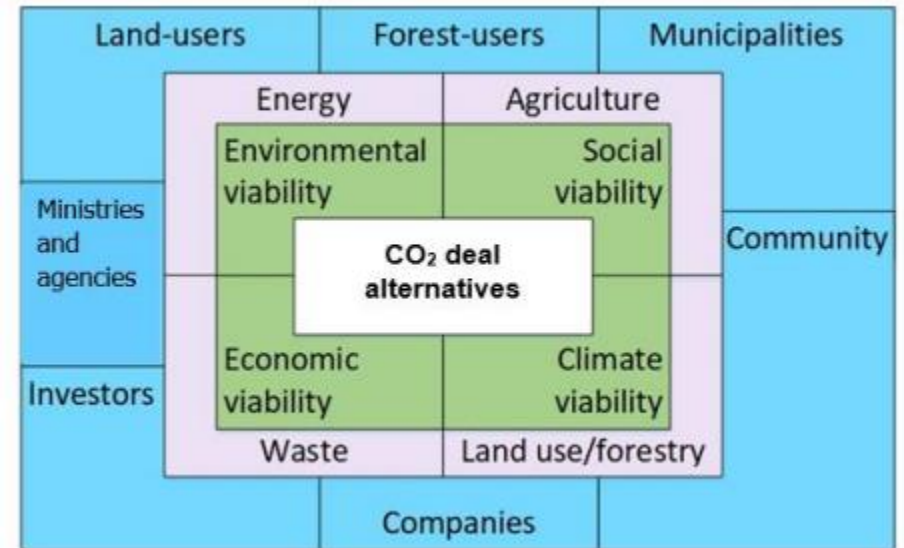 Land-users
Forest-users
Municipalities
Energy
Agriculture
Environmental
viability
Social
viability
Ministries
and
agencies
CO₂ deal
alternatives
Community
Economic
viability
Climate
viability
Investors
Waste
Land use/forestry
Companies